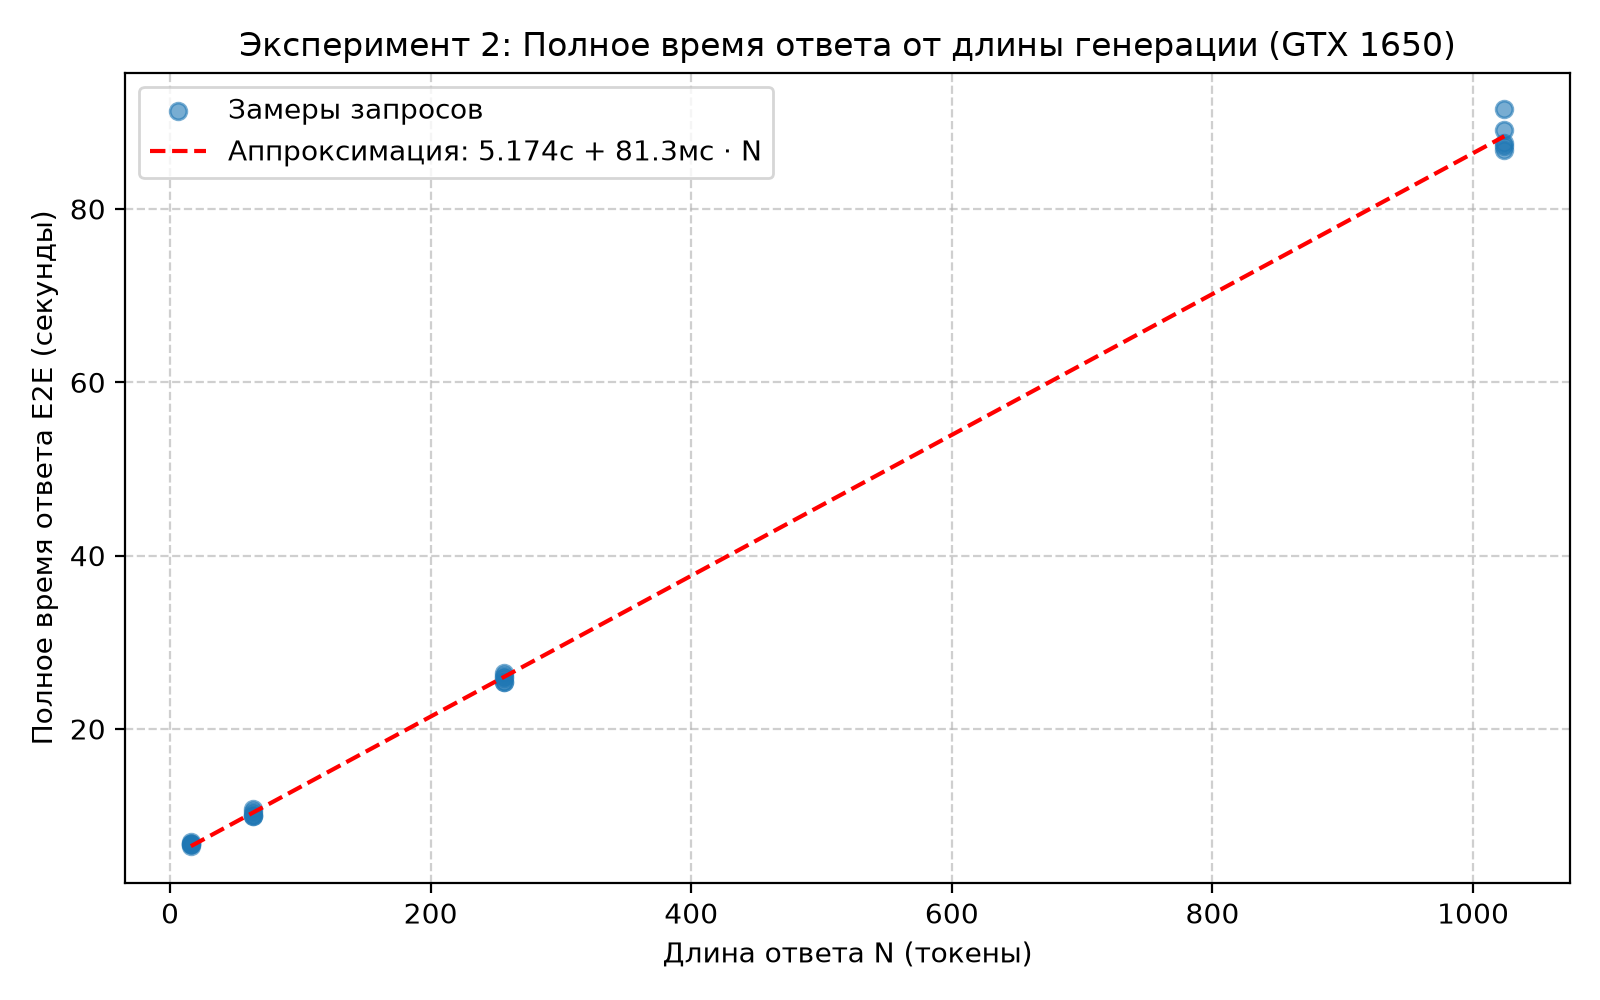 Эксперимент 2: Полное время ответа от длины генерации (GTX 1650)
Замеры запросов
Аппроксимация: 5.174с + 81.3мс · N
Полное время ответа E2E (секунды)
80
60
40
20
0
200
400
600
800
1000
Длина ответа N (токены)